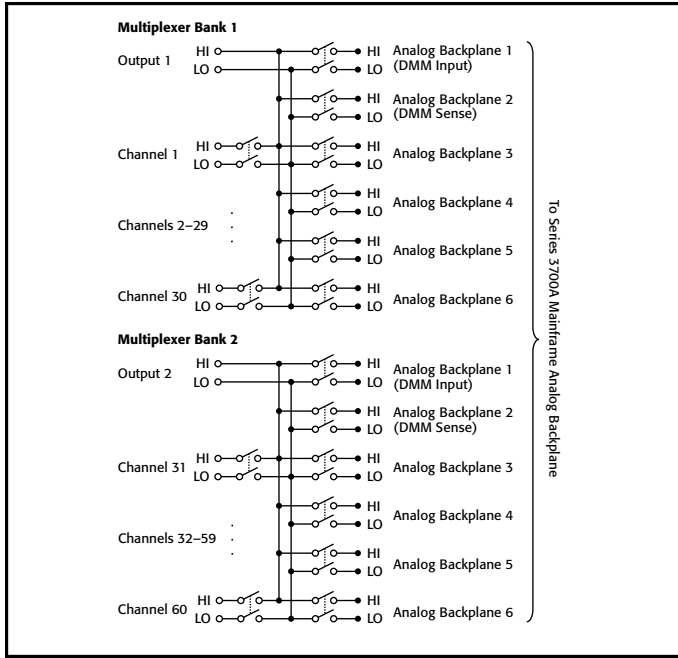 Multiplexer Bank 1
Output 1
HI
LO
HI
LO
Analog Backplane 1
(DMM Input)
HI
LO
Analog Backplane 2
(DMM Sense)
Channel 1
HI
LO
HI
LO
Analog Backplane 3
HI
LO
Analog Backplane 4
Channels 2–29
HI
LO
Analog Backplane 5
Channel 30
HI
LO
HI
LO
Analog Backplane 6
Multiplexer Bank 2
Output 2
HI
LO
HI
LO
Analog Backplane 1
(DMM Input)
HI
LO
Analog Backplane 2
(DMM Sense)
Channel 31
HI
LO
HI
LO
Analog Backplane 3
HI
LO
Analog Backplane 4
Channels 32–59
HI
LO
Analog Backplane 5
Channel 60
HI
LO
HI
LO
Analog Backplane 6
To Series 3700A Mainframe Analog Backplane